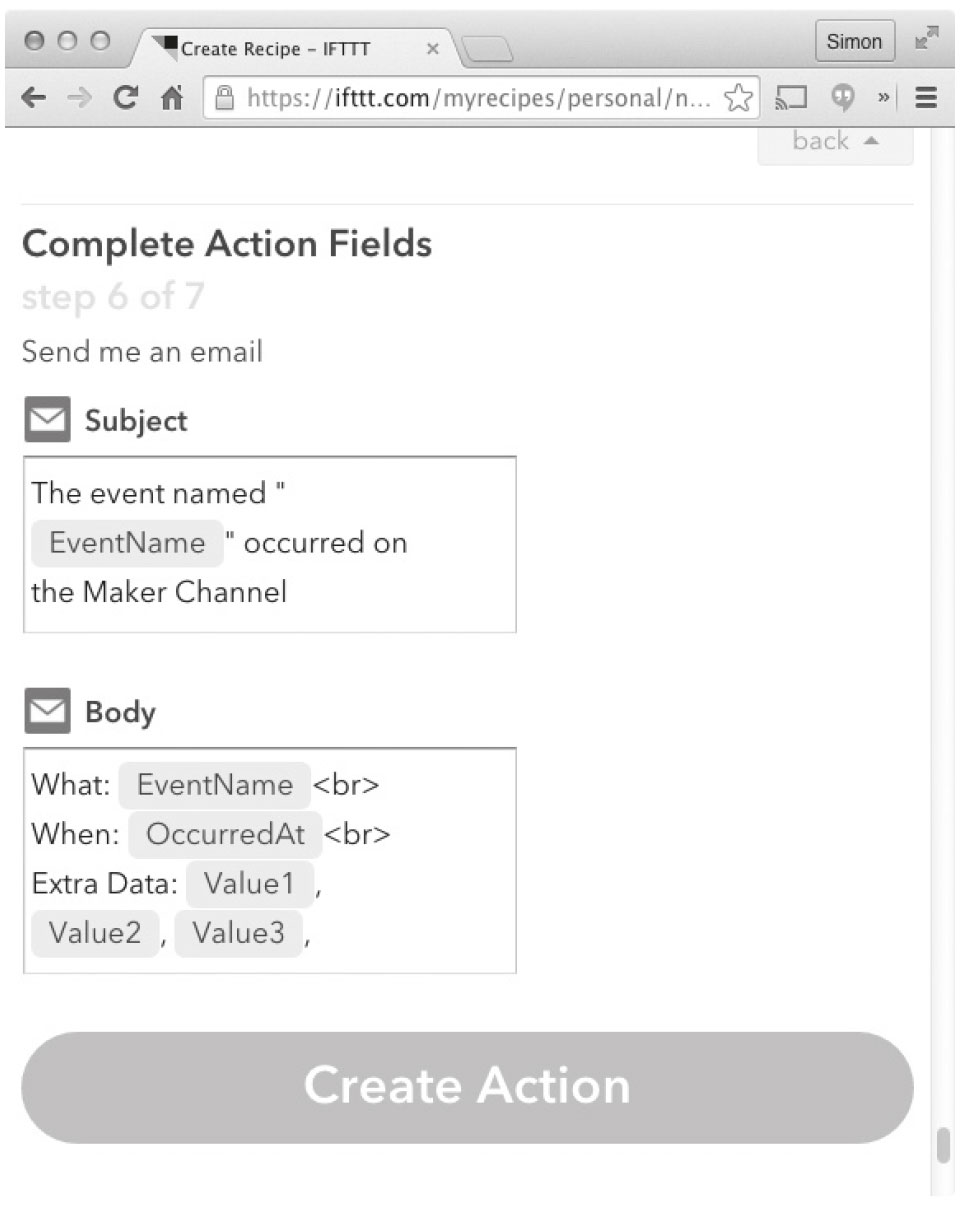 Create Recipe – IFTTT
Simon
https://ifttt.com/myrecipes/personal/n...
back
Complete Action Fields
step 6 of 7
Send me an email
Subject
The event named "
EventName " occurred on
the Maker Channel
Body
What: EventName <br>
When: OccurredAt <br>
Extra Data: Value1 ,
Value2 , Value3 ,
Create Action